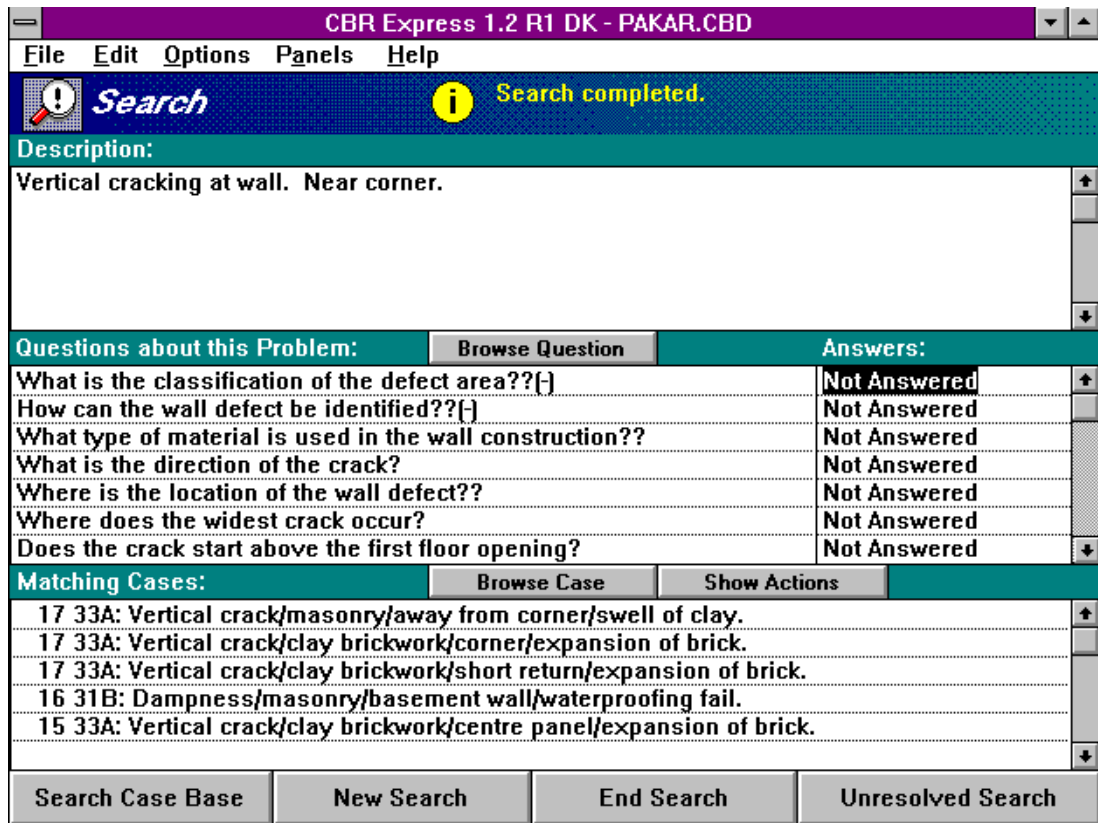 CBR Express 1.2 R1 DK - PAKAR.CBD
File Edit Options Panels Help
Search
i Search completed.
Description:
Vertical cracking at wall.  Near corner.
Questions about this Problem: Browse Question Answers:
What is the classification of the defect area??(-) Not Answered
How can the wall defect be identified??(-) Not Answered
What type of material is used in the wall construction?? Not Answered
What is the direction of the crack? Not Answered
Where is the location of the wall defect?? Not Answered
Where does the widest crack occur? Not Answered
Does the crack start above the first floor opening? Not Answered
Matching Cases: Browse Case Show Actions
17 33A: Vertical crack/masonry/away from corner/swell of clay.
17 33A: Vertical crack/clay brickwork/corner/expansion of brick.
17 33A: Vertical crack/clay brickwork/short return/expansion of brick.
16 31B: Dampness/masonry/basement wall/waterproofing fail.
15 33A: Vertical crack/clay brickwork/centre panel/expansion of brick.
Search Case Base New Search End Search Unresolved Search